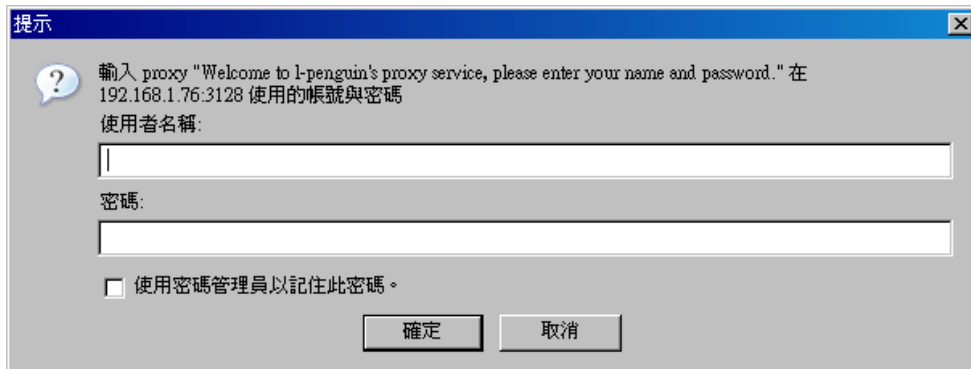 提示
輸入 proxy "Welcome to l-penguin's proxy service, please enter your name and password." 在
192.168.1.76:3128 使用的帳號與密碼
使用者名稱:
密碼:
使用密碼管理員以記住此密碼。
確定 取消